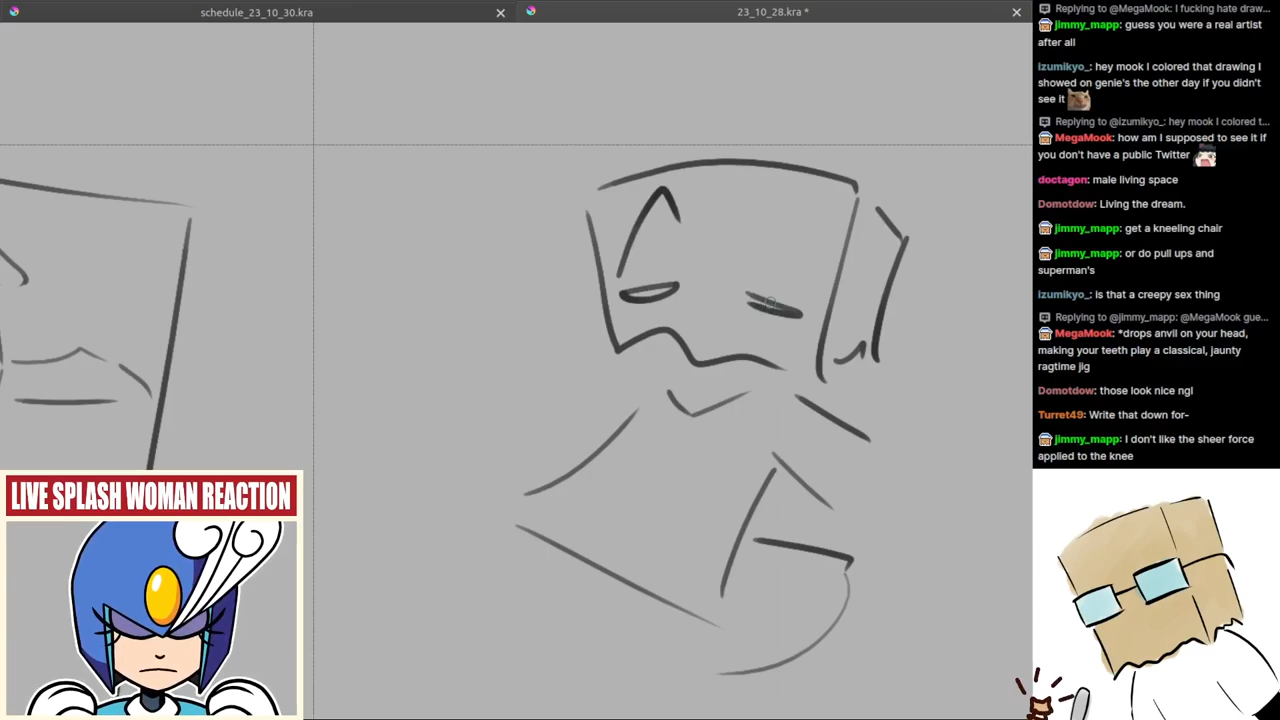 schedule_23_10_30.kra
23_10_28.kra *
Replying to @MegaMook: I fucking hate draw...
jimmy_mapp: guess you were a real artist
after all
izumikyo_: hey mook I colored that drawing I
showed on genie's the other day if you didn't
see it
Replying to @izumikyo_: hey mook I colored t...
MegaMook: how am I supposed to see it if
you don't have a public Twitter
doctagon: male living space
Domotdow: Living the dream.
jimmy_mapp: get a kneeling chair
jimmy_mapp: or do pull ups and
superman's
izumikyo_: is that a creepy sex thing
Replying to @jimmy_mapp: @MegaMook gue...
MegaMook: *drops anvil on your head,
making your teeth play a classical, jaunty
ragtime jig
Domotdow: those look nice ngl
Turret49: Write that down for-
jimmy_mapp: I don't like the sheer force
applied to the knee
LIVE SPLASH WOMAN REACTION